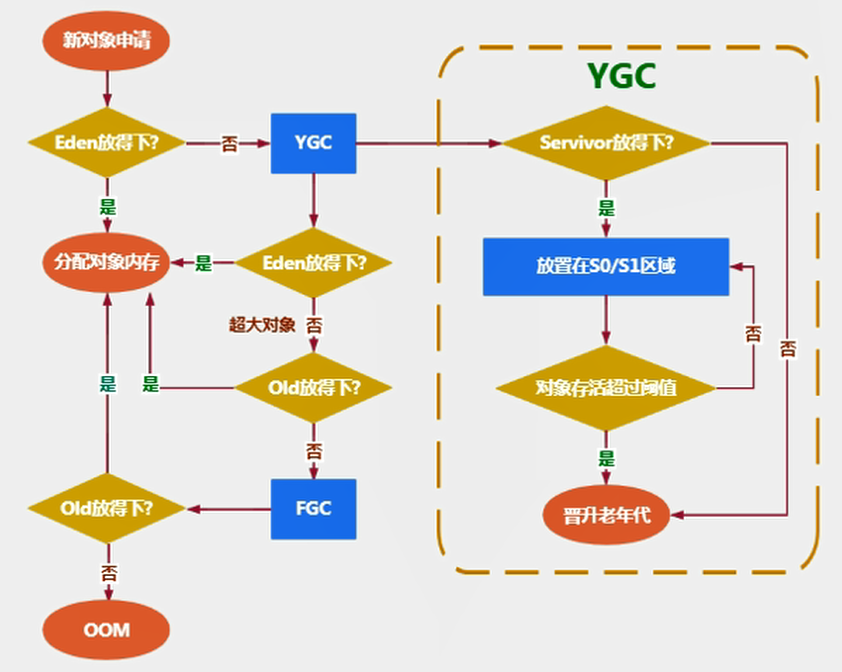 新对象申请
YGC
Eden放得下?
否
YGC
Servivor放得下?
是
是
分配对象内存
是
Eden放得下?
放置在S0/S1区域
超大对象
否
否
否
是
是
Old放得下?
对象存活超过阈值
否
是
Old放得下?
FGC
晋升老年代
否
OOM